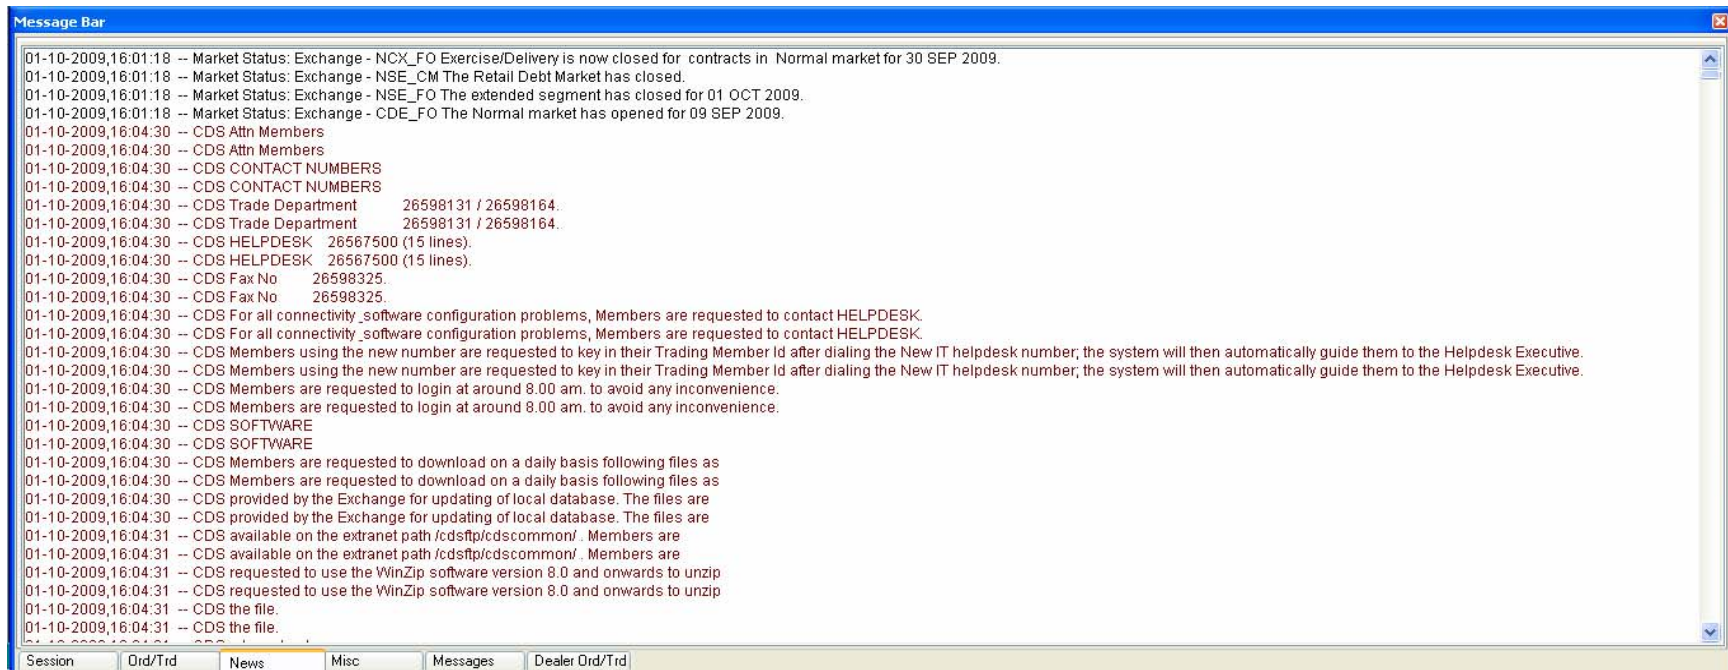 Message Bar
01-10-2009,16:01:18 -- Market Status: Exchange - NCX_FO Exercise/Delivery is now closed for contracts in Normal market for 30 SEP 2009.
01-10-2009,16:01:18 -- Market Status: Exchange - NSE_CM The Retail Debt Market has closed.
01-10-2009,16:01:18 -- Market Status: Exchange - NSE_FO The extended segment has closed for 01 OCT 2009.
01-10-2009,16:01:18 -- Market Status: Exchange - CDE_FO The Normal market has opened for 09 SEP 2009.
01-10-2009,16:04:30 -- CDS Attn Members
01-10-2009,16:04:30 -- CDS Attn Members
01-10-2009,16:04:30 -- CDS CONTACT NUMBERS
01-10-2009,16:04:30 -- CDS CONTACT NUMBERS
01-10-2009,16:04:30 -- CDS Trade Department 26598131 / 26598164.
01-10-2009,16:04:30 -- CDS Trade Department 26598131 / 26598164.
01-10-2009,16:04:30 -- CDS HELPDESK 26567500 (15 lines).
01-10-2009,16:04:30 -- CDS HELPDESK 26567500 (15 lines).
01-10-2009,16:04:30 -- CDS Fax No 26598325.
01-10-2009,16:04:30 -- CDS Fax No 26598325.
01-10-2009,16:04:30 -- CDS For all connectivity_software configuration problems, Members are requested to contact HELPDESK.
01-10-2009,16:04:30 -- CDS For all connectivity_software configuration problems, Members are requested to contact HELPDESK.
01-10-2009,16:04:30 -- CDS Members using the new number are requested to key in their Trading Member Id after dialing the New IT helpdesk number; the system will then automatically guide them to the Helpdesk Executive.
01-10-2009,16:04:30 -- CDS Members using the new number are requested to key in their Trading Member Id after dialing the New IT helpdesk number; the system will then automatically guide them to the Helpdesk Executive.
01-10-2009,16:04:30 -- CDS Members are requested to login at around 8.00 am. to avoid any inconvenience.
01-10-2009,16:04:30 -- CDS Members are requested to login at around 8.00 am. to avoid any inconvenience.
01-10-2009,16:04:30 -- CDS SOFTWARE
01-10-2009,16:04:30 -- CDS SOFTWARE
01-10-2009,16:04:30 -- CDS Members are requested to download on a daily basis following files as
01-10-2009,16:04:30 -- CDS Members are requested to download on a daily basis following files as
01-10-2009,16:04:30 -- CDS provided by the Exchange for updating of local database. The files are
01-10-2009,16:04:30 -- CDS provided by the Exchange for updating of local database. The files are
01-10-2009,16:04:31 -- CDS available on the extranet path /cdsftp/cdscommon/ . Members are
01-10-2009,16:04:31 -- CDS available on the extranet path /cdsftp/cdscommon/ . Members are
01-10-2009,16:04:31 -- CDS requested to use the WinZip software version 8.0 and onwards to unzip
01-10-2009,16:04:31 -- CDS requested to use the WinZip software version 8.0 and onwards to unzip
01-10-2009,16:04:31 -- CDS the file.
01-10-2009,16:04:31 -- CDS the file.
Session Ord/Trd News Misc Messages Dealer Ord/Trd